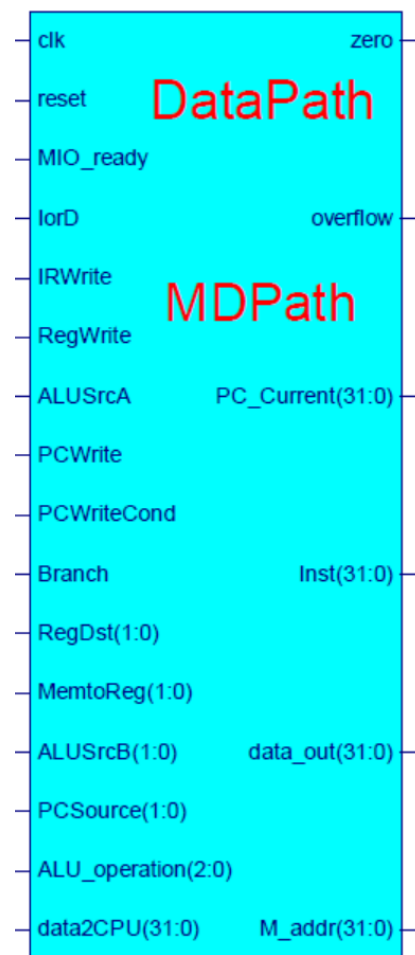 clk zero
reset DataPath
MIO_ready
IorD overflow
IRWrite MDPath
RegWrite
ALUSrcA PC_Current(31:0)
PCWrite
PCWriteCond
Branch Inst(31:0)
RegDst(1:0)
MemtoReg(1:0)
ALUSrcB(1:0) data_out(31:0)
PCSource(1:0)
ALU_operation(2:0)
data2CPU(31:0) M_addr(31:0)